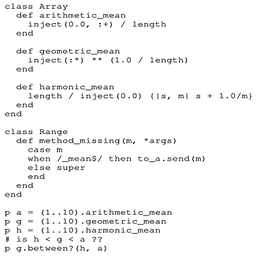 class Array
  def arithmetic_mean
    inject(0.0, :+) / length
  end

  def geometric_mean
    inject(:*) ** (1.0 / length)
  end

  def harmonic_mean
    length / inject(0.0) {|s, m| s + 1.0/m}
  end
end

class Range
  def method_missing(m, *args)
    case m
    when /_mean$/ then to_a.send(m)
    else super
    end
  end
end

p a = (1..10).arithmetic_mean
p g = (1..10).geometric_mean
p h = (1..10).harmonic_mean
# is h < g < a ??
p g.between?(h, a)